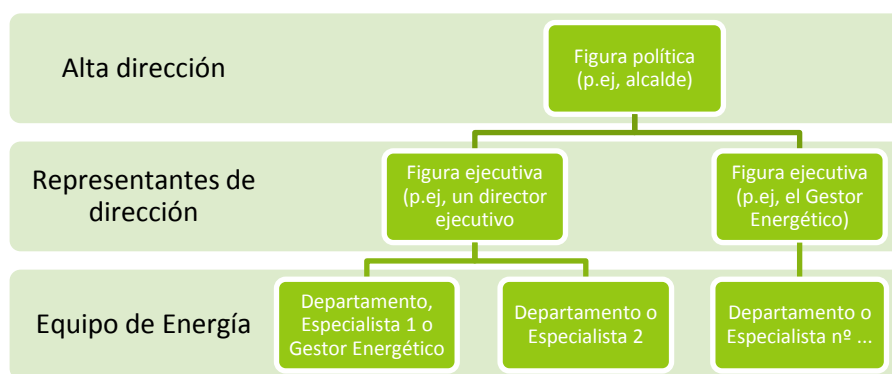 Alta dirección
Figura política
(p.ej, alcalde)
Representantes de
dirección
Figura ejecutiva
(p.ej, un director
ejecutivo
Figura ejecutiva
(p.ej, el Gestor
Energético)
Equipo de Energía
Departamento,
Especialista 1 o
Gestor Energético
Departamento o
Especialista 2
Departamento o
Especialista nº ...